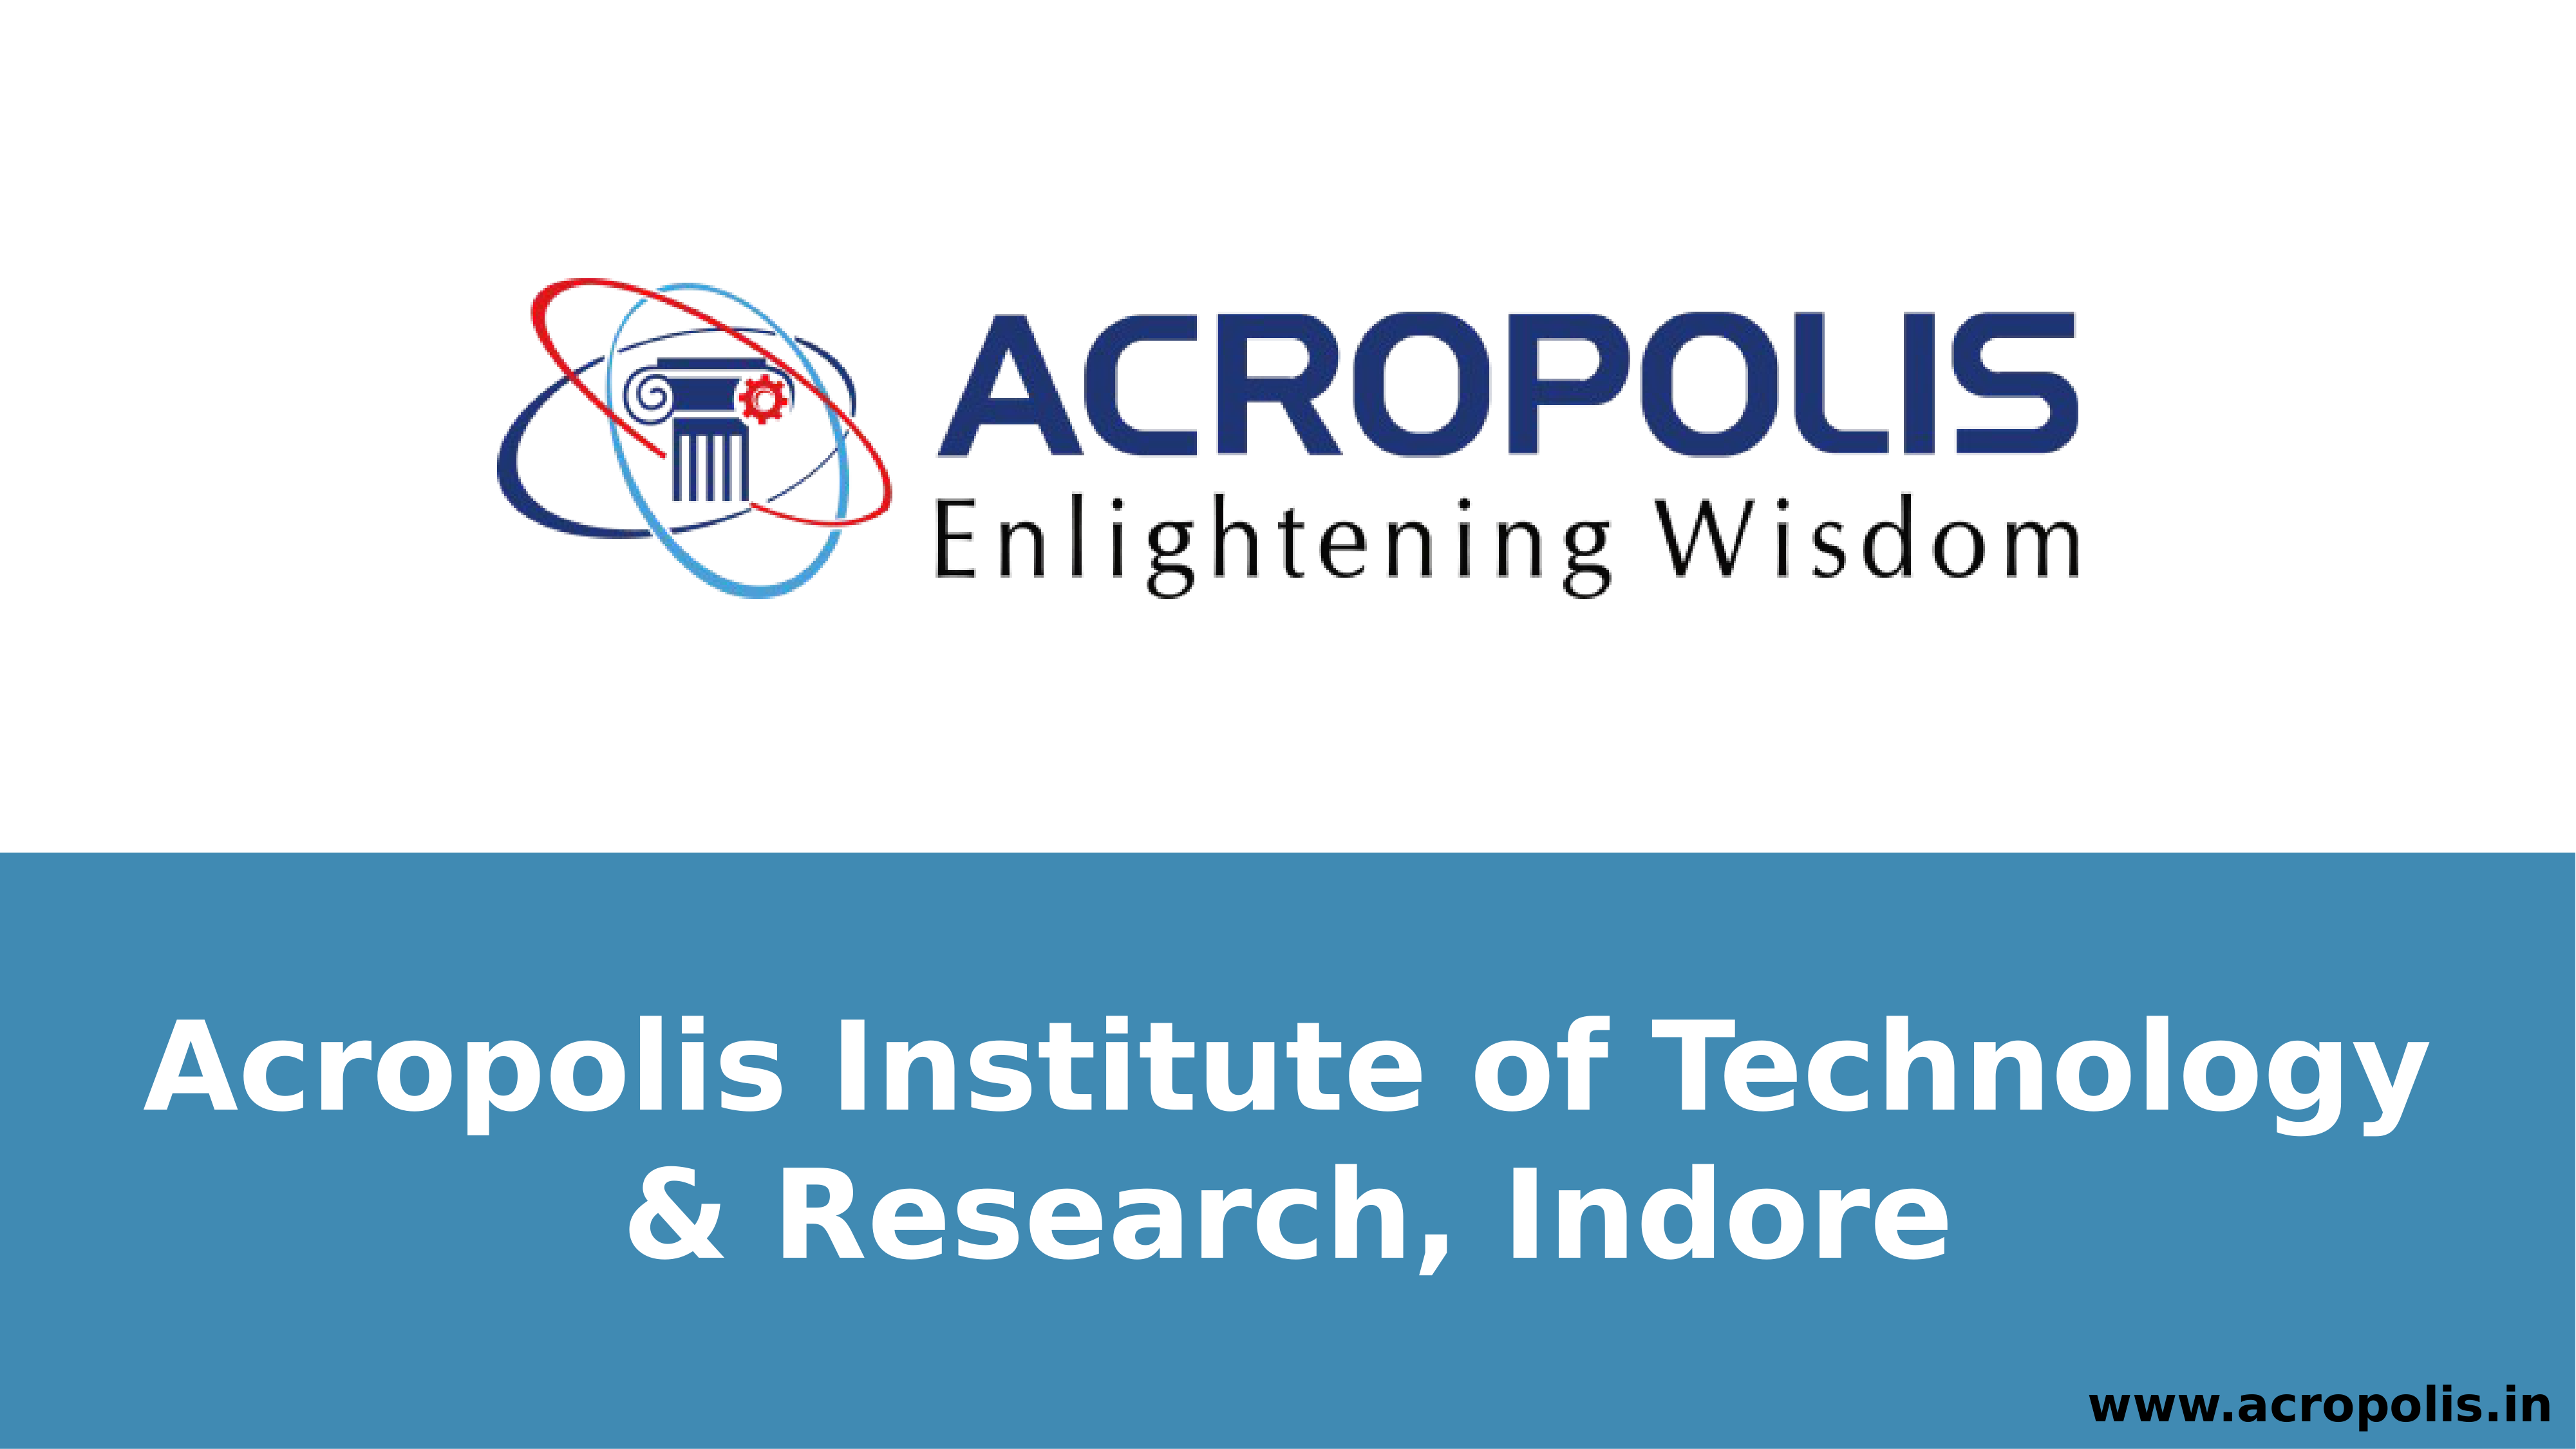 ACROPOLIS
Enlightening Wisdom
Acropolis Institute of Technology
& Research, Indore
www.acropolis.in